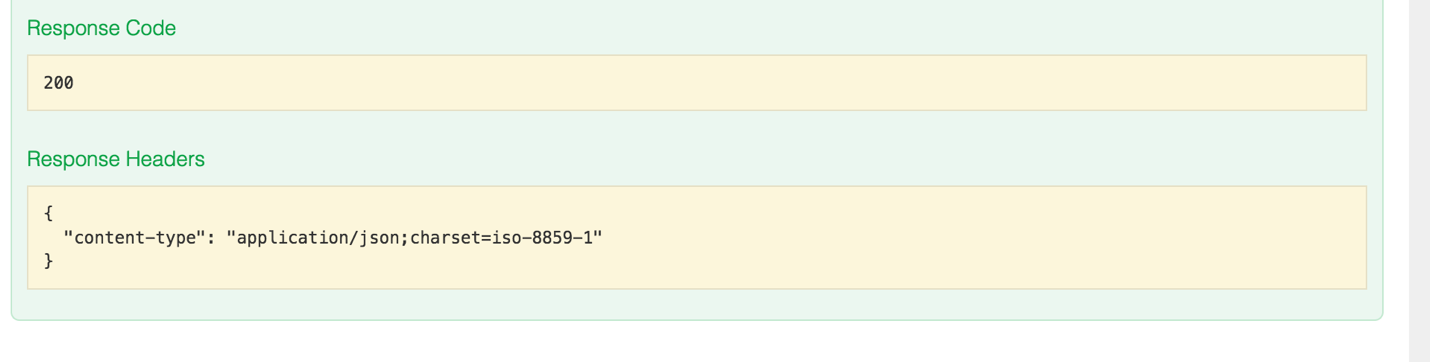 Response Code
200
Response Headers
{
"content-type": "application/json;charset=iso-8859-1"
}